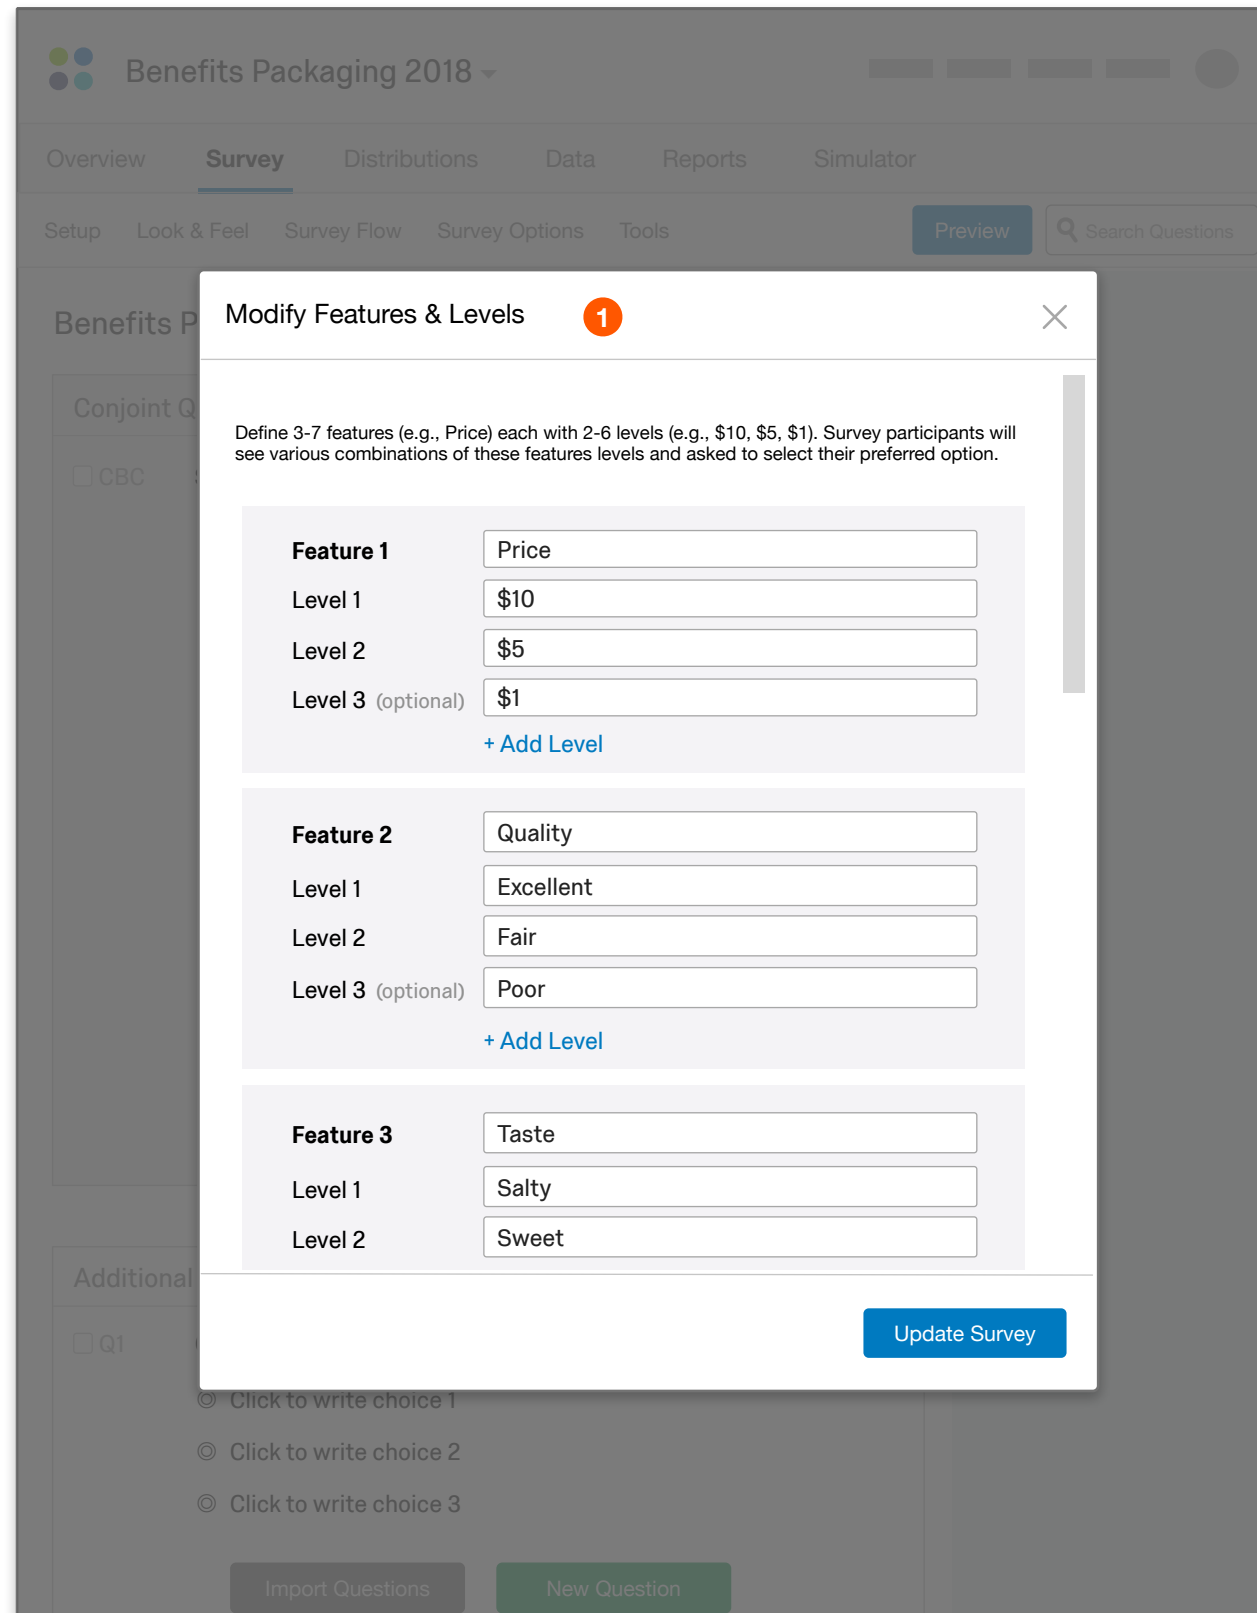 Benefits Packaging 2018
Overview Survey Distributions Data Reports Simulator
Setup Look & Feel Survey Flow Survey Options Tools Preview Search Questions
Benefits P
Modify Features & Levels 1
Conjoint Q
CBC
Define 3-7 features (e.g., Price) each with 2-6 levels (e.g., $10, $5, $1). Survey participants will
see various combinations of these features levels and asked to select their preferred option.
Feature 1 Price
Level 1 $10
Level 2 $5
Level 3 (optional) $1
+ Add Level
Feature 2 Quality
Level 1 Excellent
Level 2 Fair
Level 3 (optional) Poor
+ Add Level
Feature 3 Taste
Level 1 Salty
Level 2 Sweet
Additional
Q1
Update Survey
Click to write choice 1
Click to write choice 2
Click to write choice 3
Import Questions New Question